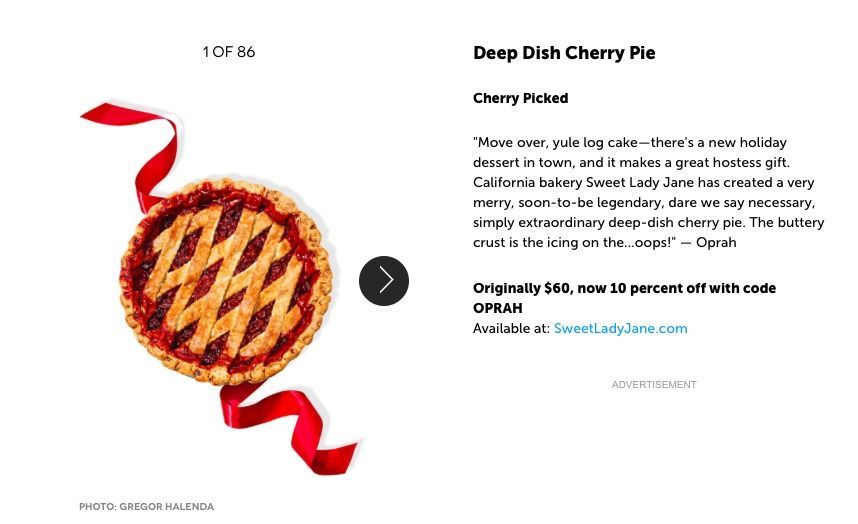 1 OF 86
Deep Dish Cherry Pie
Cherry Picked
"Move over, yule log cake—there's a new holiday
dessert in town, and it makes a great hostess gift.
California bakery Sweet Lady Jane has created a very
merry, soon-to-be legendary, dare we say necessary,
simply extraordinary deep-dish cherry pie. The buttery
crust is the icing on the...oops!" — Oprah
Originally $60, now 10 percent off with code
OPRAH
Available at: SweetLadyJane.com
ADVERTISEMENT
PHOTO: GREGOR HALENDA